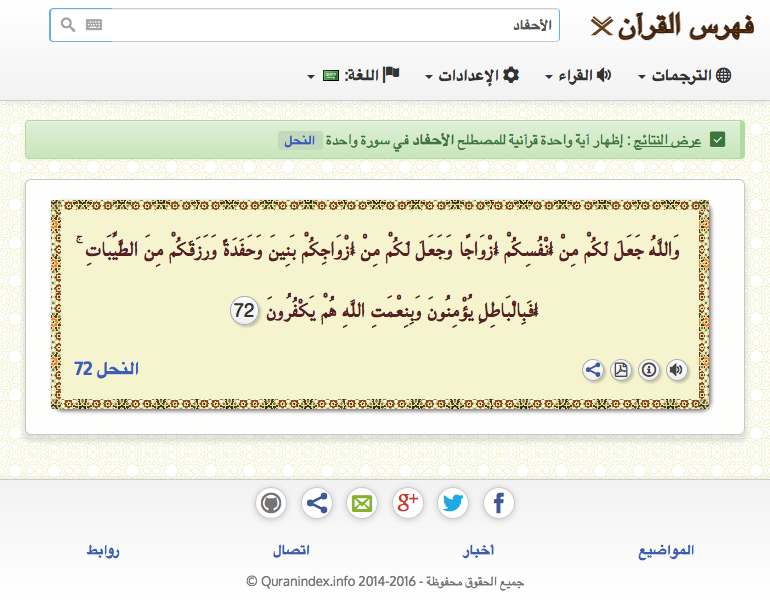 فهرس القرآن
الأحفاد
الترجمات
القراء
الإعدادات
اللغة:
عرض النتائج : إظهار آية واحدة قرآنية للمصطلح الأحفاد في سورة واحدة النحل
وَاللَّهُ جَعَلَ لَكُمْ مِنْ أَنْفُسِكُمْ أَزْوَاجًا وَجَعَلَ لَكُمْ مِنْ أَزْوَاجِكُمْ بَنِينَ وَحَفَدَةً وَرَزَقَكُمْ مِنَ الطَّيِّبَاتِ ۚ
أَفَبِالْبَاطِلِ يُؤْمِنُونَ وَبِنِعْمَتِ اللَّهِ هُمْ يَكْفُرُونَ 72
النحل 72
المواضيع
أخبار
اتصال
روابط
جميع الحقوق محفوظة - Quranindex.info 2014-2016 ©